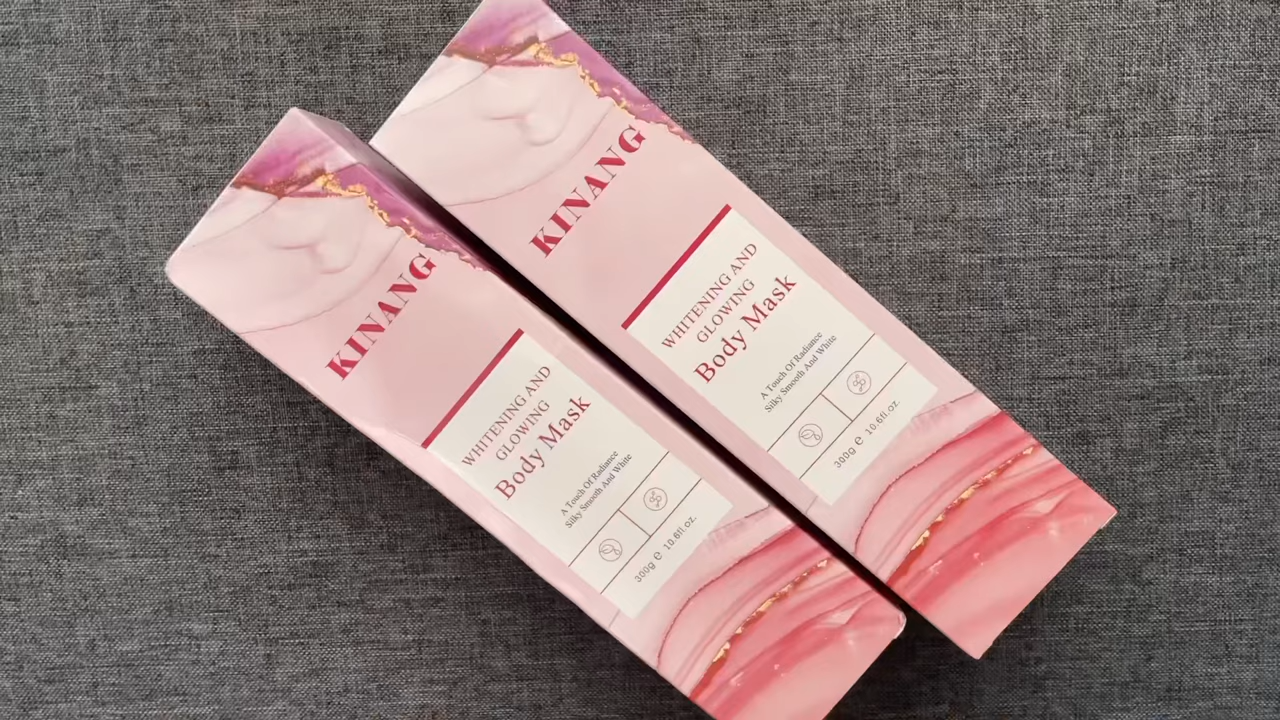 KINANG
WHITENING AND
GLOWING
Body Mask
A Touch Of Radiance
Silky Smooth And White
300g e 10.6fl.oz.
KINANG
WHITENING AND
GLOWING
Body Mask
A Touch Of Radiance
Silky Smooth And White
300g e 10.6fl.oz.